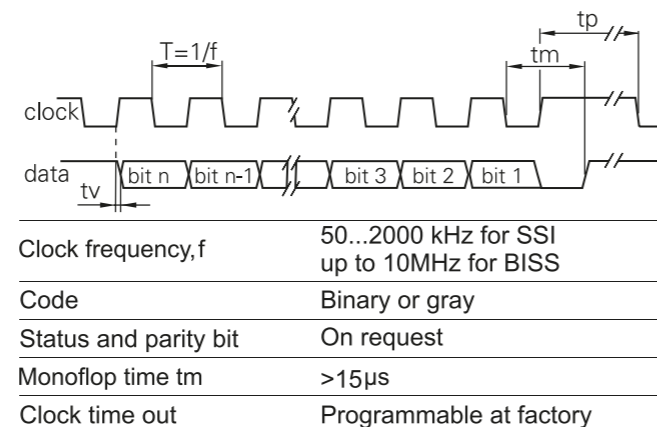 tp
T=1/f
tm
clock
data
bit n
bit n-1
bit 3
bit 2
bit 1
tv
Clock frequency,f 50...2000 kHz for SSI
up to 10MHz for BISS
Code Binary or gray
Status and parity bit On request
Monoflop time tm >15µs
Clock time out Programmable at factory